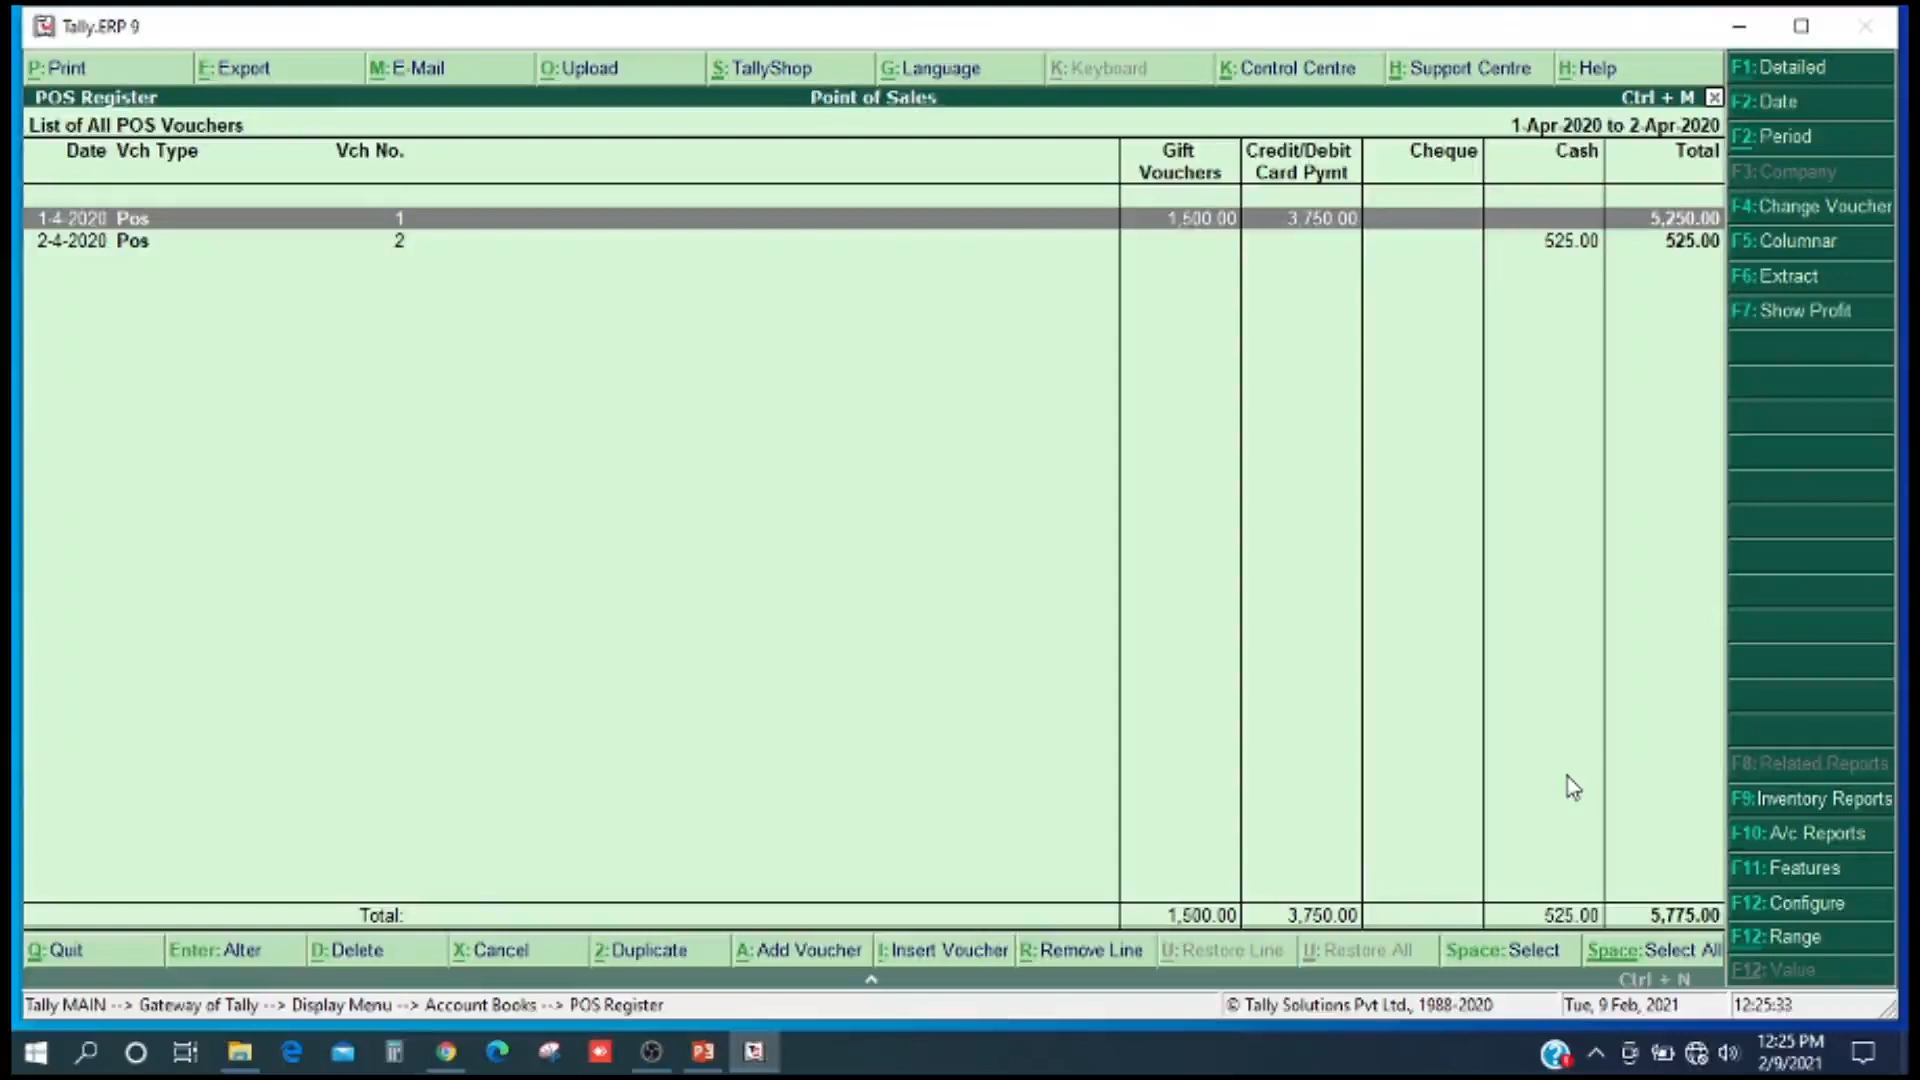 Tally.ERP 9
P: Print E: Export M: E-Mail O: Upload S: TallyShop G: Language K: Keyboard K: Control Centre H: Support Centre H: Help
POS Register Point of Sales Ctrl + M
List of All POS Vouchers 1-Apr-2020 to 2-Apr-2020
Date Vch Type Vch No. Gift Credit/Debit Cheque Cash Total
Vouchers Card Pymt
1-4-2020 Pos 1 1,500.00 3,750.00 5,250.00
2-4-2020 Pos 2 525.00 525.00
Total: 1,500.00 3,750.00 525.00 5,775.00
F1: Detailed
F2: Date
F2: Period
F3: Company
F4: Change Voucher
F5: Columnar
F6: Extract
F7: Show Profit
F8: Related Reports
F9: Inventory Reports
F10: A/c Reports
F11: Features
F12: Configure
F12: Range
F12: Value
Q: Quit Enter: Alter D: Delete X: Cancel 2: Duplicate A: Add Voucher I: Insert Voucher R: Remove Line U: Restore Line U: Restore All Space: Select Space: Select All
Ctrl + N
Tally MAIN --> Gateway of Tally --> Display Menu --> Account Books --> POS Register © Tally Solutions Pvt Ltd., 1988-2020 Tue, 9 Feb, 2021 12:25:33
12:25 PM
2/9/2021